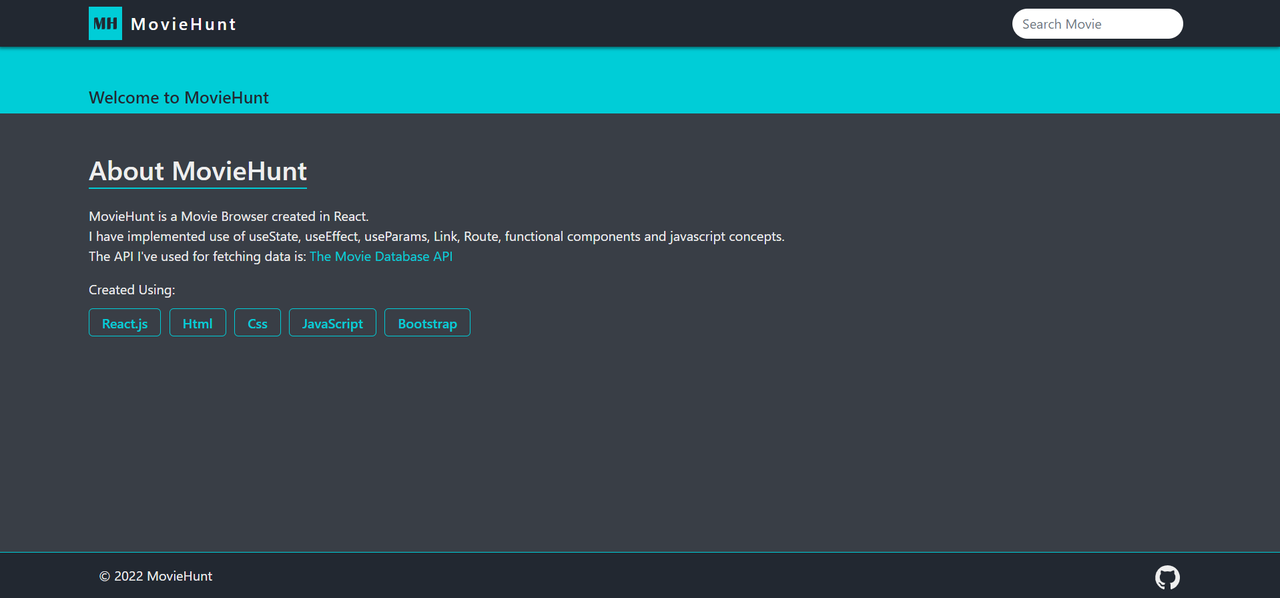 MH MovieHunt Search Movie
Welcome to MovieHunt
About MovieHunt
MovieHunt is a Movie Browser created in React.
I have implemented use of useState, useEffect, useParams, Link, Route, functional components and javascript concepts.
The API I've used for fetching data is: The Movie Database API
Created Using:
React.js Html Css JavaScript Bootstrap
© 2022 MovieHunt